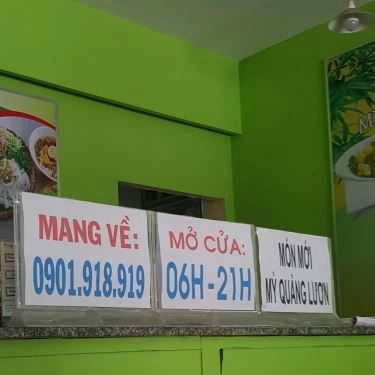 MANG VỀ:
0901.918.919
MỞ CỬA:
06H - 21H
MÓN MỚI
MỲ QUẢNG LƯƠN